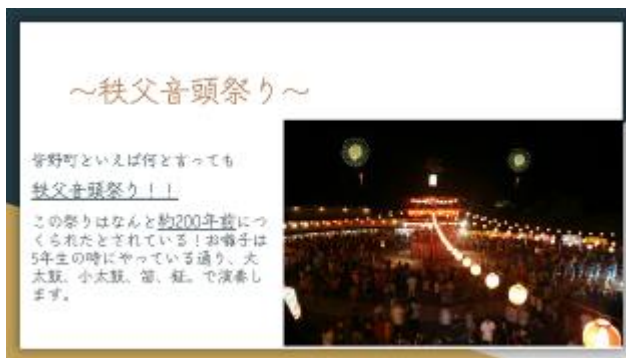 ～秩父音頭祭り～
皆野町といえば何と言っても
秩父音頭祭り！！
この祭りはなんと約200年前につ
くられたとされている！お囃子は
5年生の時にやっている通り、大
太鼓、小太鼓、笛、鉦。で演奏し
ます。